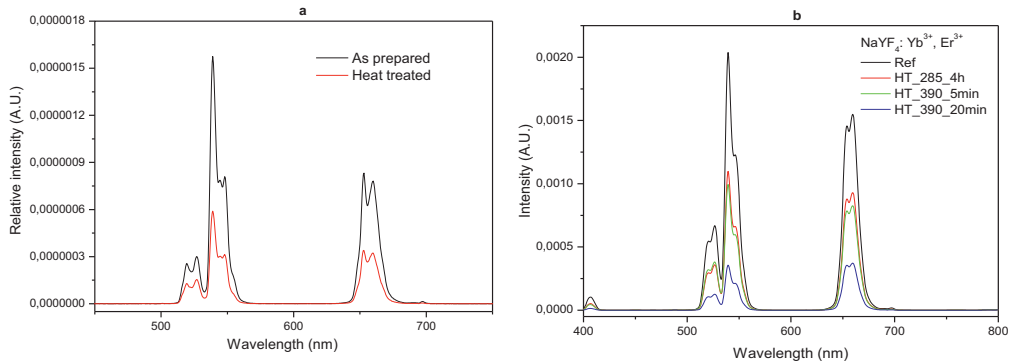 a
0,0000018
0,0000015
0,0000012
0,0000009
0,0000006
0,0000003
0,0000000
Relative intensity (A.U.)
As prepared
Heat treated
500
600
700
Wavelength (nm)
b
0,0020
0,0015
0,0010
0,0005
0,0000
Intensity (A.U.)
NaYF₄: Yb³⁺, Er³⁺
Ref
HT_285_4h
HT_390_5min
HT_390_20min
400
500
600
700
800
Wavelength (nm)